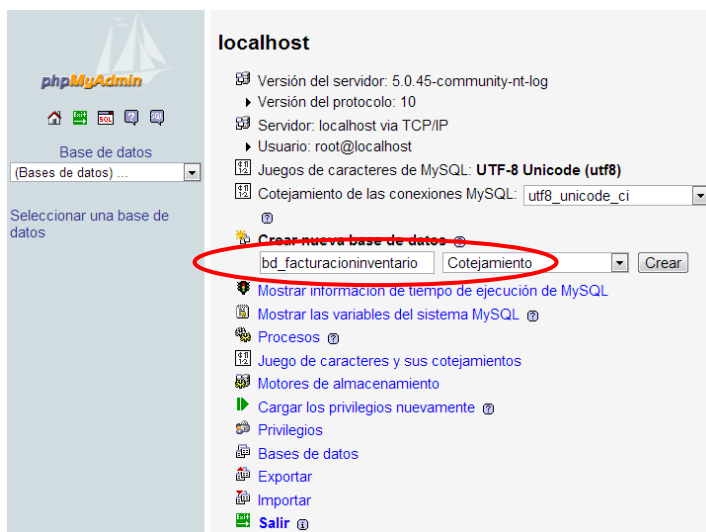 phpMyAdmin
Base de datos
(Bases de datos) ...
Seleccionar una base de
datos
localhost
Versión del servidor: 5.0.45-community-nt-log
Versión del protocolo: 10
Servidor: localhost via TCP/IP
Usuario: root@localhost
Juegos de caracteres de MySQL: UTF-8 Unicode (utf8)
Cotejamiento de las conexiones MySQL: utf8_unicode_ci
Crear nueva base de datos
bd_facturacioninventario Cotejamiento Crear
Mostrar información de tiempo de ejecución de MySQL
Mostrar las variables del sistema MySQL
Procesos
Juego de caracteres y sus cotejamientos
Motores de almacenamiento
Cargar los privilegios nuevamente
Privilegios
Bases de datos
Exportar
Importar
Salir